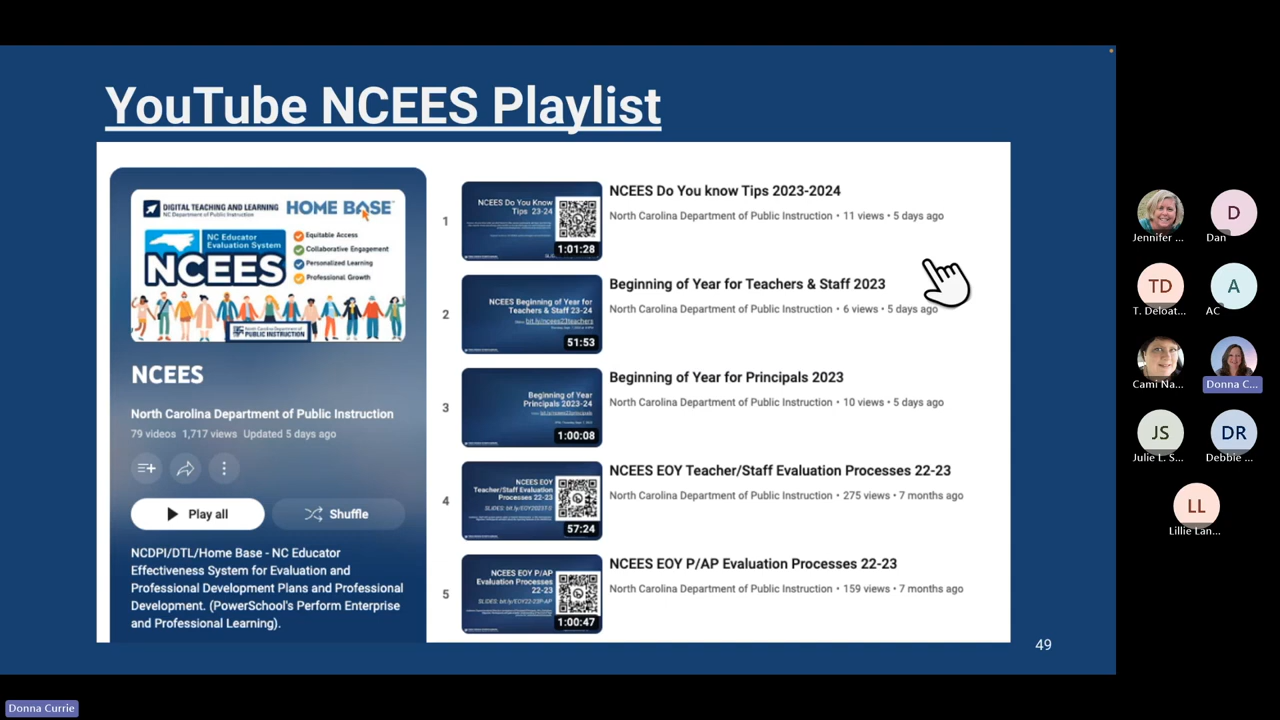 YouTube NCEES Playlist
DIGITAL TEACHING AND LEARNING
NC Department of Public Instruction
HOME BASE
NC Educator
Evaluation System
NCEES
Equitable Access
Collaborative Engagement
Personalized Learning
Professional Growth
North Carolina Department of
PUBLIC INSTRUCTION
NCEES
North Carolina Department of Public Instruction
79 videos 1,717 views Updated 5 days ago
Play all
Shuffle
NCDPI/DTL/Home Base - NC Educator
Effectiveness System for Evaluation and
Professional Development Plans and Professional
Development. (PowerSchool's Perform Enterprise
and Professional Learning).
1
NCEES Do You Know
Tips 23-24
1:01:28
NCEES Do You know Tips 2023-2024
North Carolina Department of Public Instruction • 11 views • 5 days ago
2
NCEES Beginning of Year for
Teachers & Staff 23-24
bit.ly/ncees23teachers
51:53
Beginning of Year for Teachers & Staff 2023
North Carolina Department of Public Instruction • 6 views • 5 days ago
3
Beginning of Year
Principals 2023-24
1:00:08
Beginning of Year for Principals 2023
North Carolina Department of Public Instruction • 10 views • 5 days ago
4
NCEES EOY
Teacher/Staff Evaluation
Processes 22-23
57:24
NCEES EOY Teacher/Staff Evaluation Processes 22-23
North Carolina Department of Public Instruction • 275 views • 7 months ago
5
NCEES EOY P/AP
Evaluation Processes
22-23
1:00:47
NCEES EOY P/AP Evaluation Processes 22-23
North Carolina Department of Public Instruction • 159 views • 7 months ago
49
Jennifer ...
D
Dan
TD
T. Deloat...
A
AC
Cami Na...
Donna C...
JS
Julie L. S...
DR
Debbie ...
LL
Lillie Lan...
Donna Currie